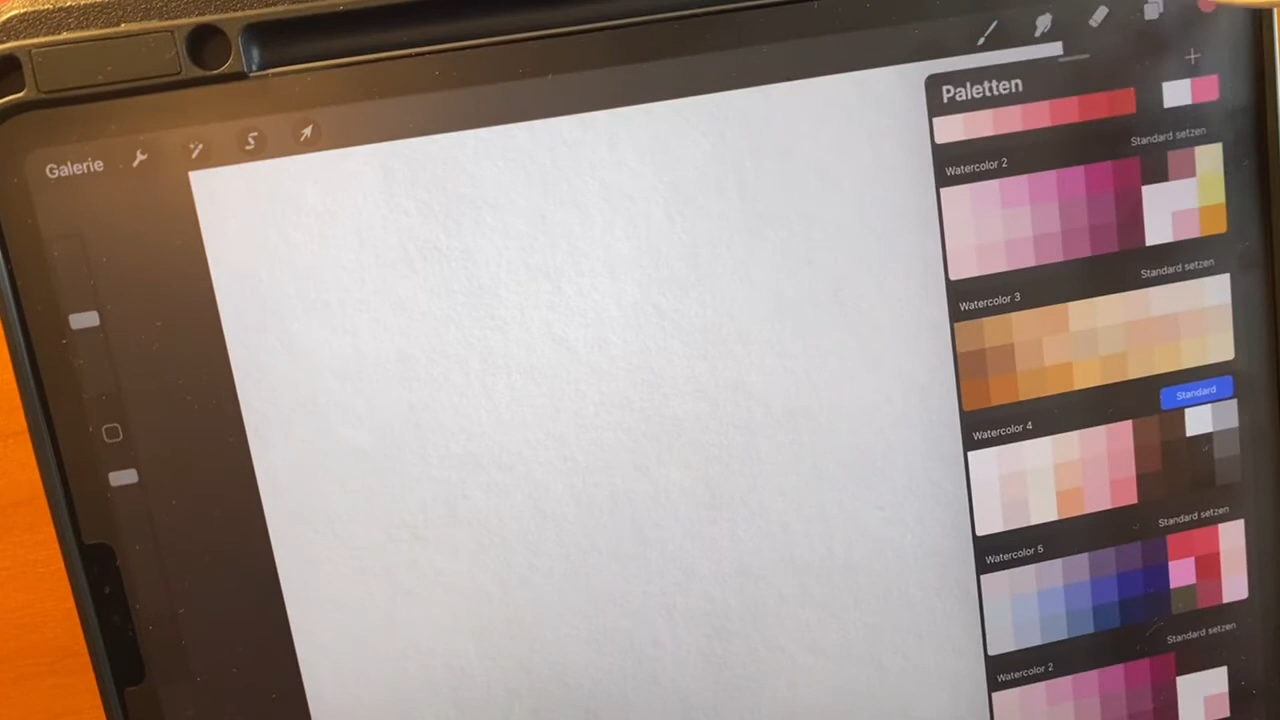 Galerie
Paletten
Standard setzen
Watercolor 2
Standard setzen
Watercolor 3
Standard
Watercolor 4
Standard setzen
Watercolor 5
Standard setzen
Watercolor 2